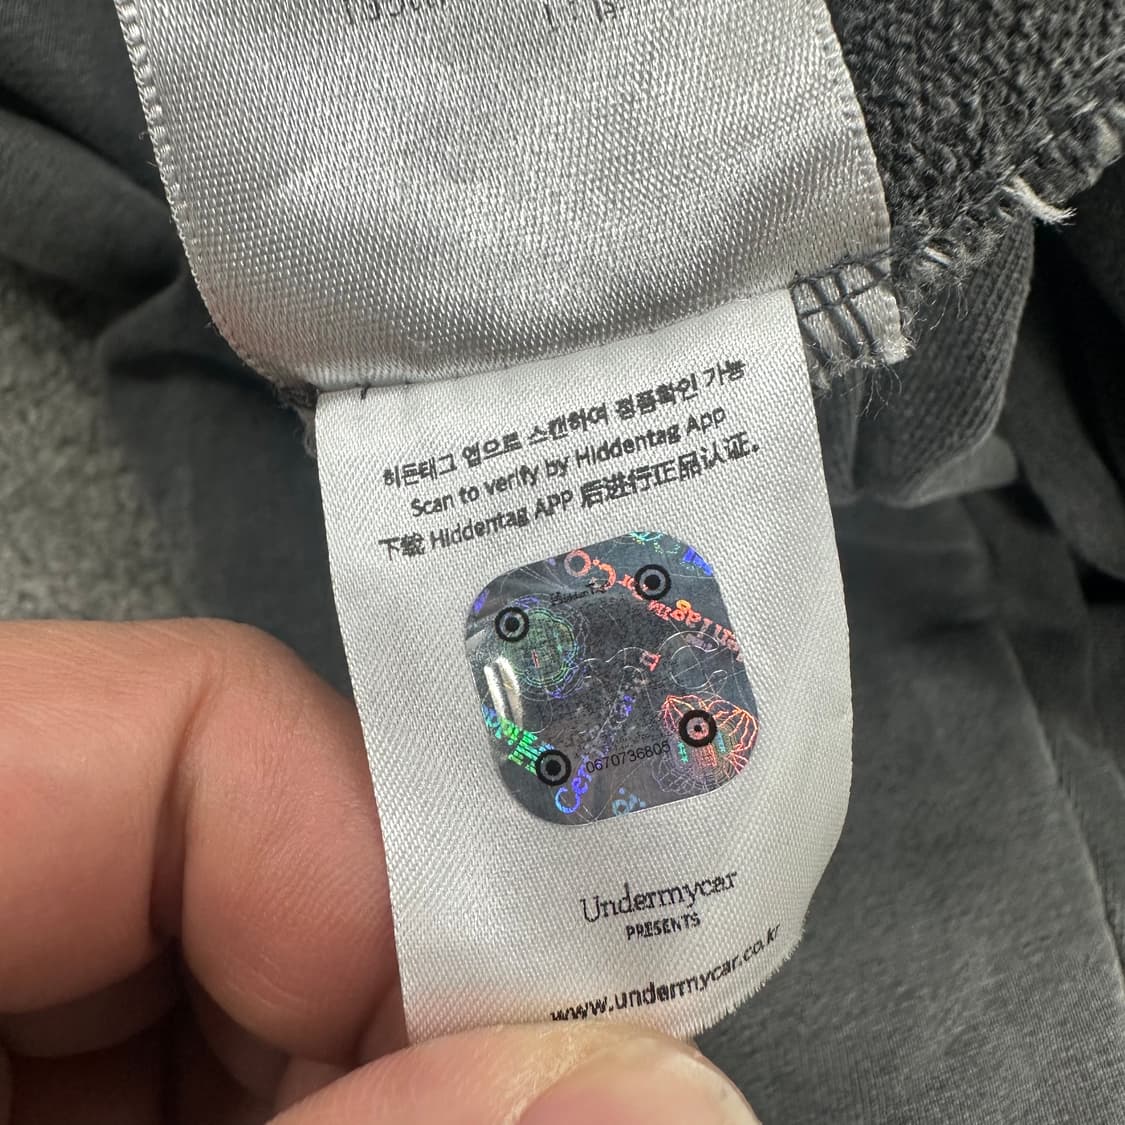 히든태그 앱으로 스캔하여 정품확인 가능
Scan to verify by Hiddentag App
下载 Hiddentag APP 后进行正品认证.
0670736805
Undermycar
PRESENTS
www.undermycar.co.kr